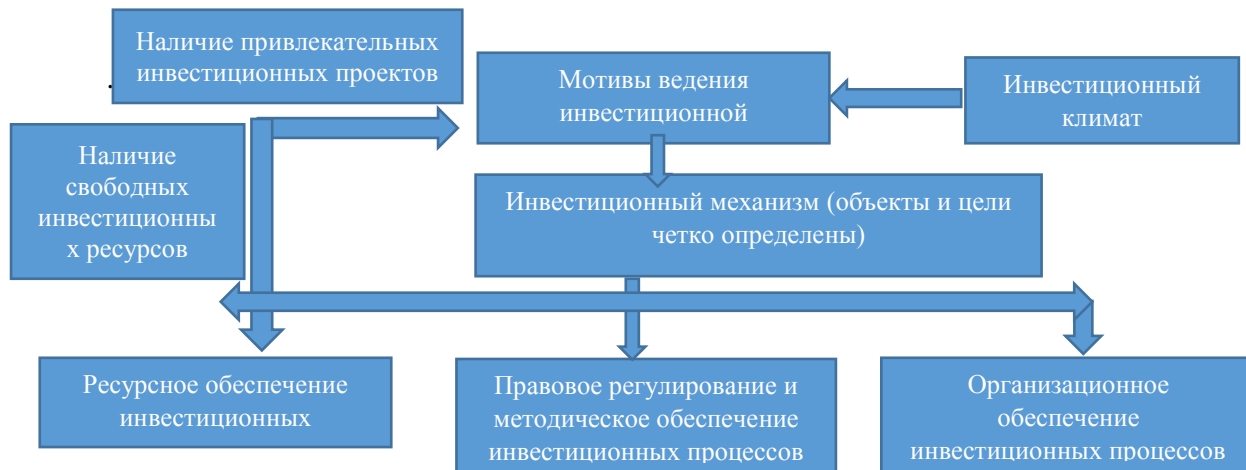 Наличие привлекательных
инвестиционных проектов
Мотивы ведения
инвестиционной
Инвестиционный
климат
.
Наличие
свободных
инвестиционны
х ресурсов
Инвестиционный механизм (объекты и цели
четко определены)
Ресурсное обеспечение
инвестиционных
Правовое регулирование и
методическое обеспечение
инвестиционных процессов
Организационное
обеспечение
инвестиционных процессов